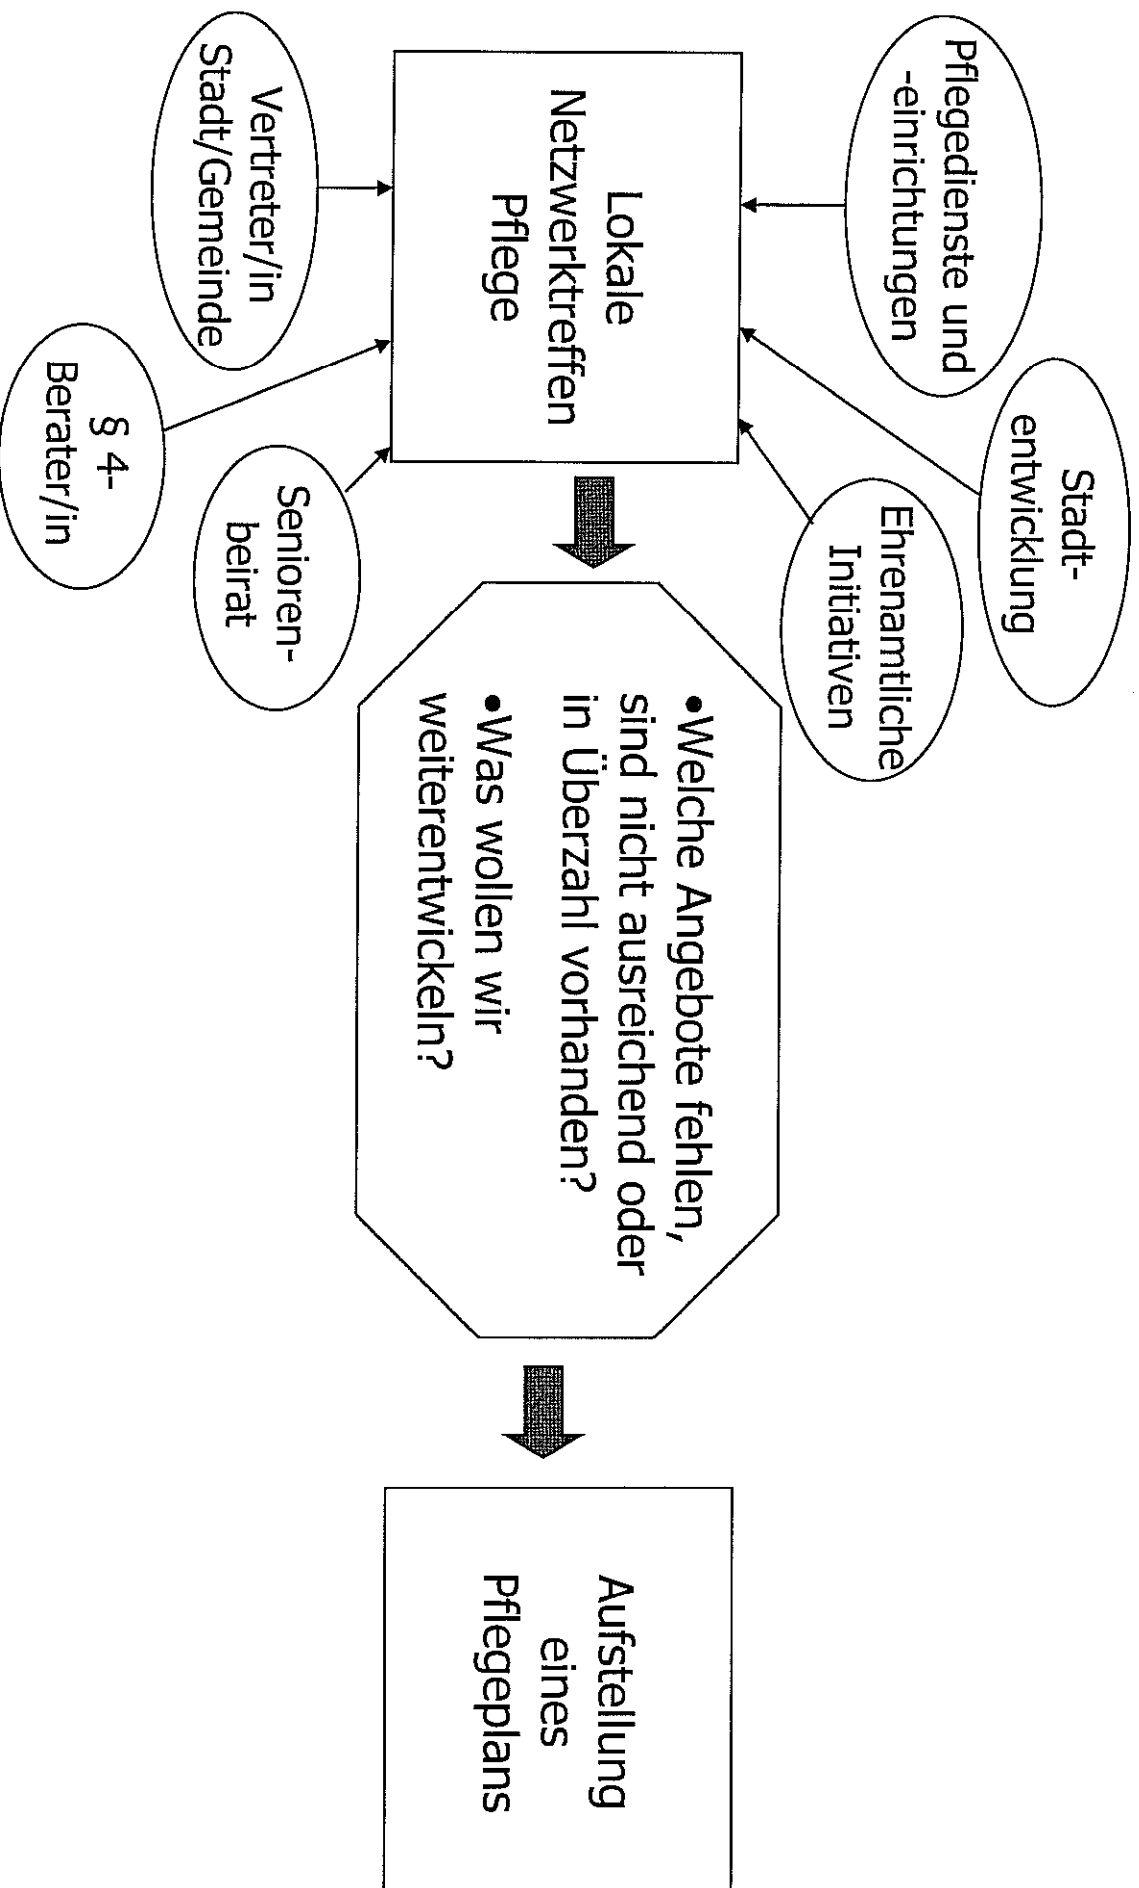 Pflegedienste und
-einrichtungen
Stadt-
entwicklung
Ehrenamtliche
Initiativen
Lokale
Netzwerktreffen
Pflege
Vertreter/in
Stadt/Gemeinde
§ 4-
Berater/in
Senioren-
beirat
•Welche Angebote fehlen,
sind nicht ausreichend oder
in Überzahl vorhanden?
•Was wollen wir
weiterentwickeln?
Aufstellung
eines
Pflegeplans